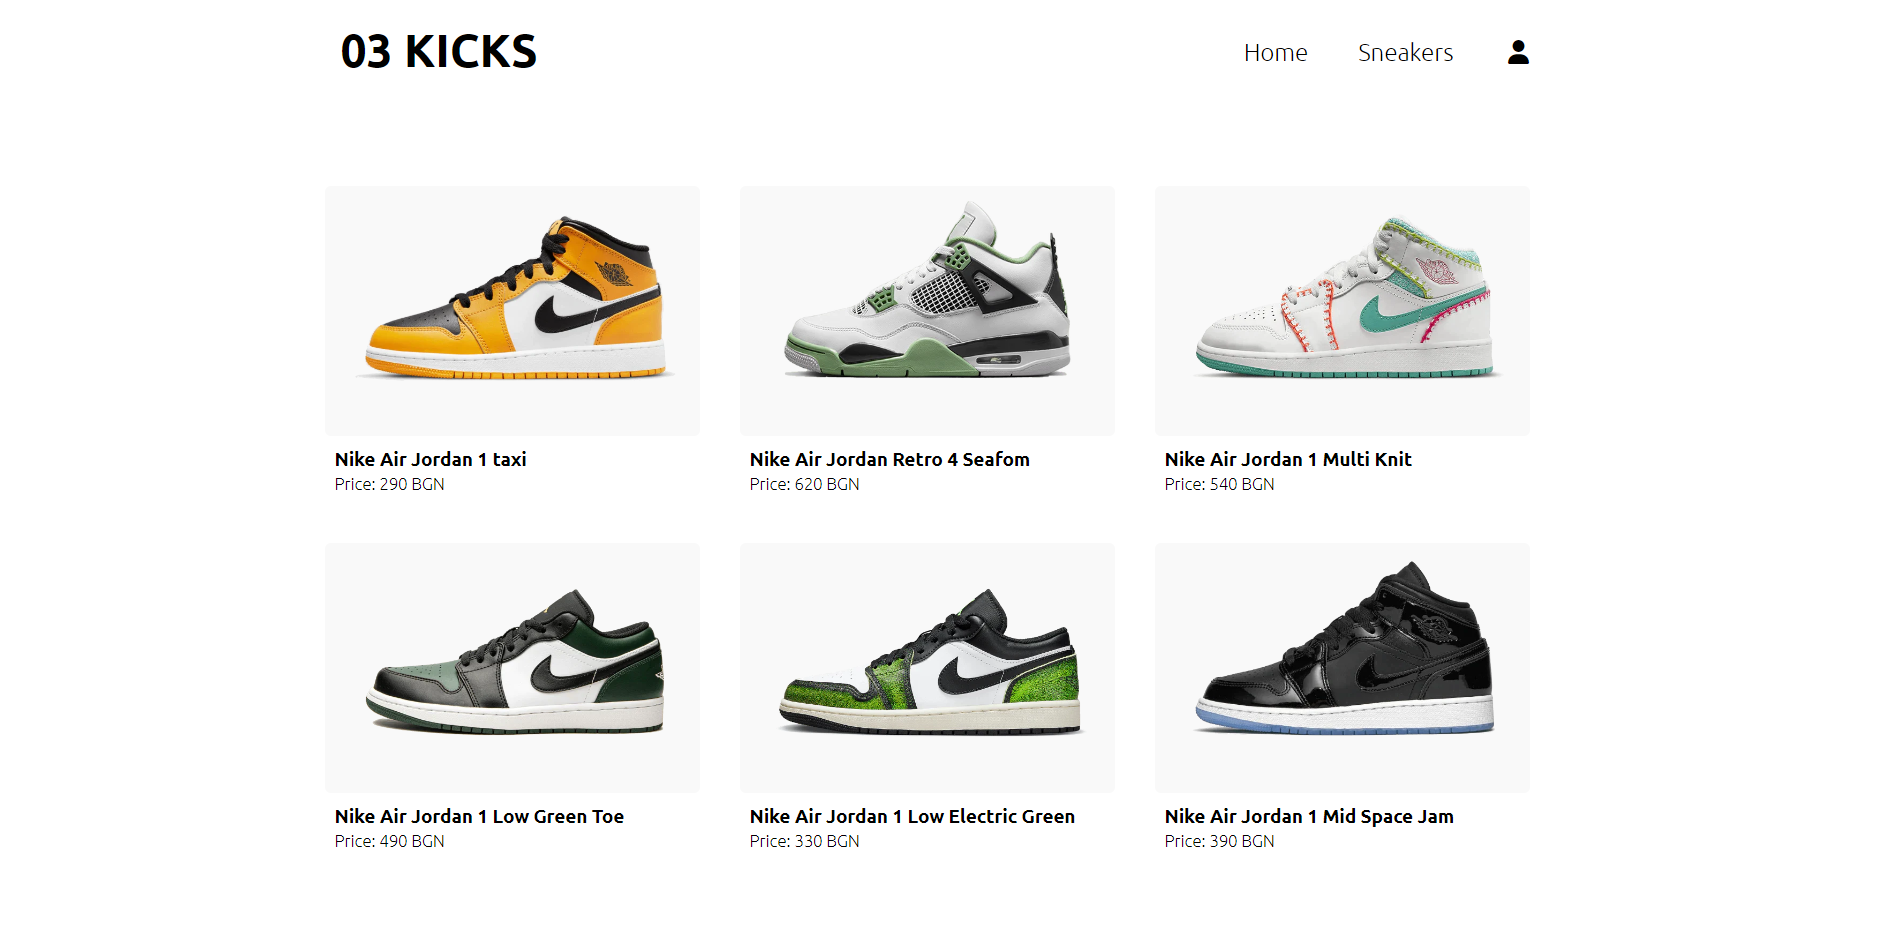 03 KICKS
Home Sneakers
Nike Air Jordan 1 taxi
Price: 290 BGN
Nike Air Jordan Retro 4 Seafom
Price: 620 BGN
Nike Air Jordan 1 Multi Knit
Price: 540 BGN
Nike Air Jordan 1 Low Green Toe
Price: 490 BGN
Nike Air Jordan 1 Low Electric Green
Price: 330 BGN
Nike Air Jordan 1 Mid Space Jam
Price: 390 BGN